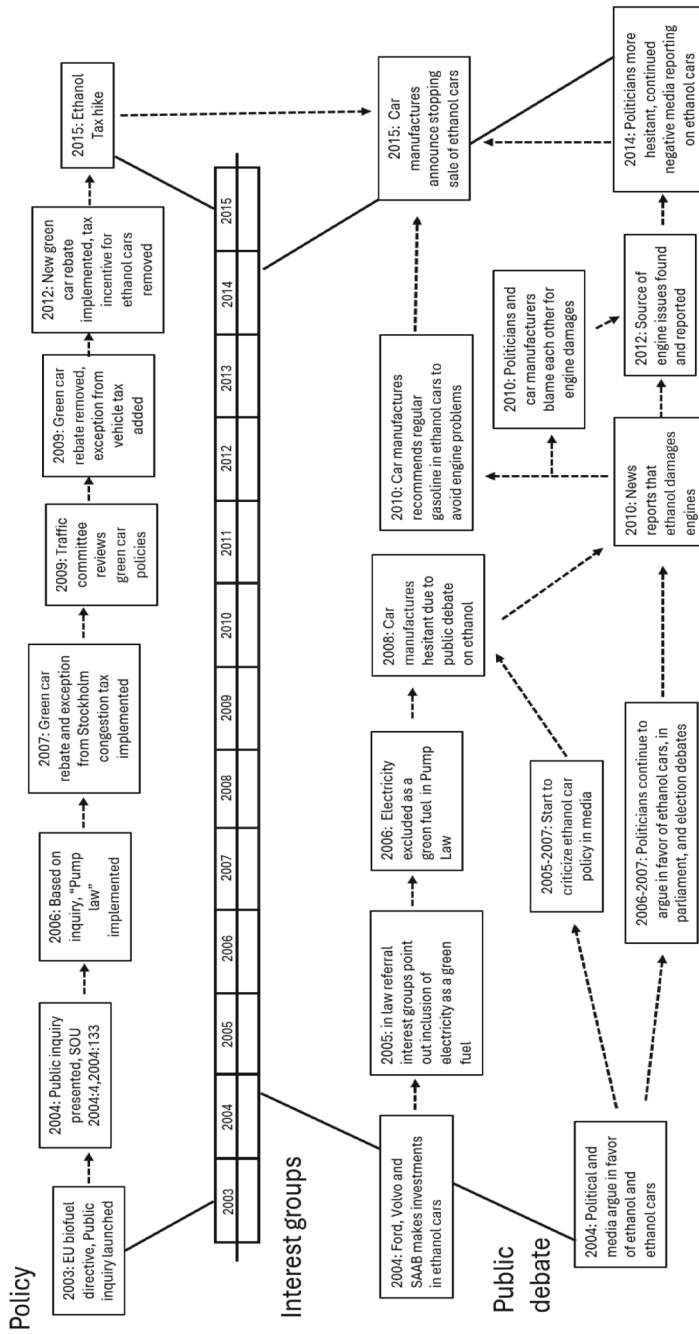 Policy
2003: EU biofuel
directive, Public
inquiry launched
2004: Public inquiry
presented, SOU
2004:4,2004:133
2006: Based on
inquiry, “Pump
law”
implemented
2007: Green car
rebate and exception
from Stockholm
congestion tax
implemented
2009: Traffic
committee
reviews
green car
policies
2009: Green car
rebate removed,
exception from
vehicle tax
added
2012: New green
car rebate
implemented, tax
incentive for
ethanol cars
removed
2015: Ethanol
Tax hike
2003
2004
2005
2006
2007
2008
2009
2010
2011
2012
2013
2014
2015
Interest groups
2004: Ford, Volvo and
SAAB makes investments
in ethanol cars
2005: in law referral
interest groups point
out inclusion of
electricity as a green
fuel
2006: Electricity
excluded as a
green fuel in Pump
Law
2008: Car
manufactures
hesitant due to
public debate
on ethanol
2010: Car manufactures
recommends regular
gasoline in ethanol cars to
avoid engine problems
2015: Car
manufactures
announce stopping
sale of ethanol cars
Public
debate
2004: Political and
media argue in favor
of ethanol and
ethanol cars
2005-2007: Start to
criticize ethanol car
policy in media
2006-2007: Politicians continue to
argue in favor of ethanol cars, in
parliament, and election debates
2010: News
reports that
ethanol damages
engines
2010: Politicians and
car manufacturers
blame each other for
engine damages
2012: Source of
engine issues found
and reported
2014: Politicians more
hesitant, continued
negative media reporting
on ethanol cars